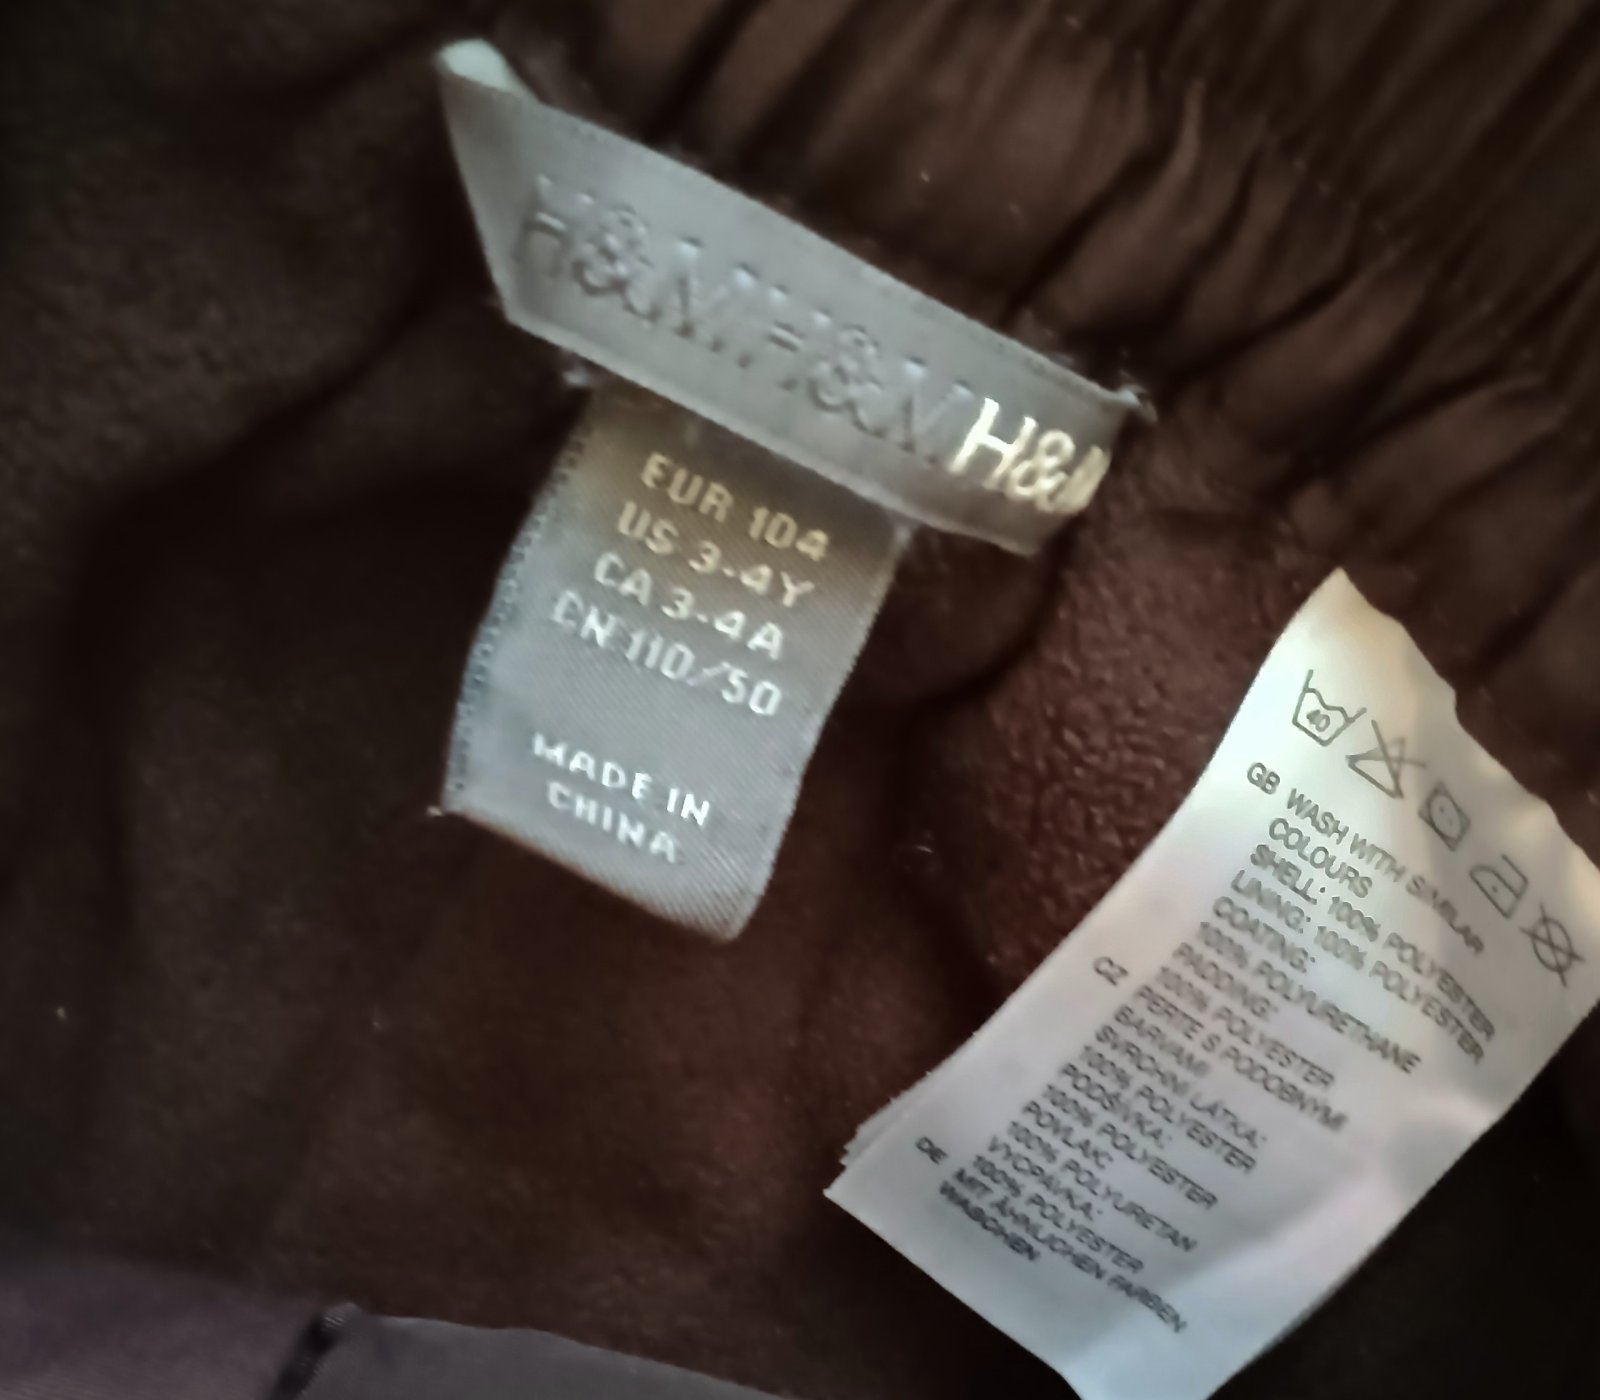 H&M H&M H&M
EUR 104
US 3-4Y
CA 3-4A
CN 110/50
MADE IN
CHINA
40
GB WASH WITH SIMILAR
COLOURS
SHELL: 100% POLYESTER
LINING: 100% POLYESTER
COATING:
100% POLYURETHANE
PADDING:
100% POLYESTER
CZ PERTE S PODOBNÝMI
BARVAMI
SVRCHNÍ LÁTKA:
100% POLYESTER
PODŠÍVKA:
100% POLYESTER
POVLAK:
100% POLYURETAN
VYCPÁVKA:
100% POLYESTER
DE MIT ÄHNLICHEN FARBEN
WASCHEN